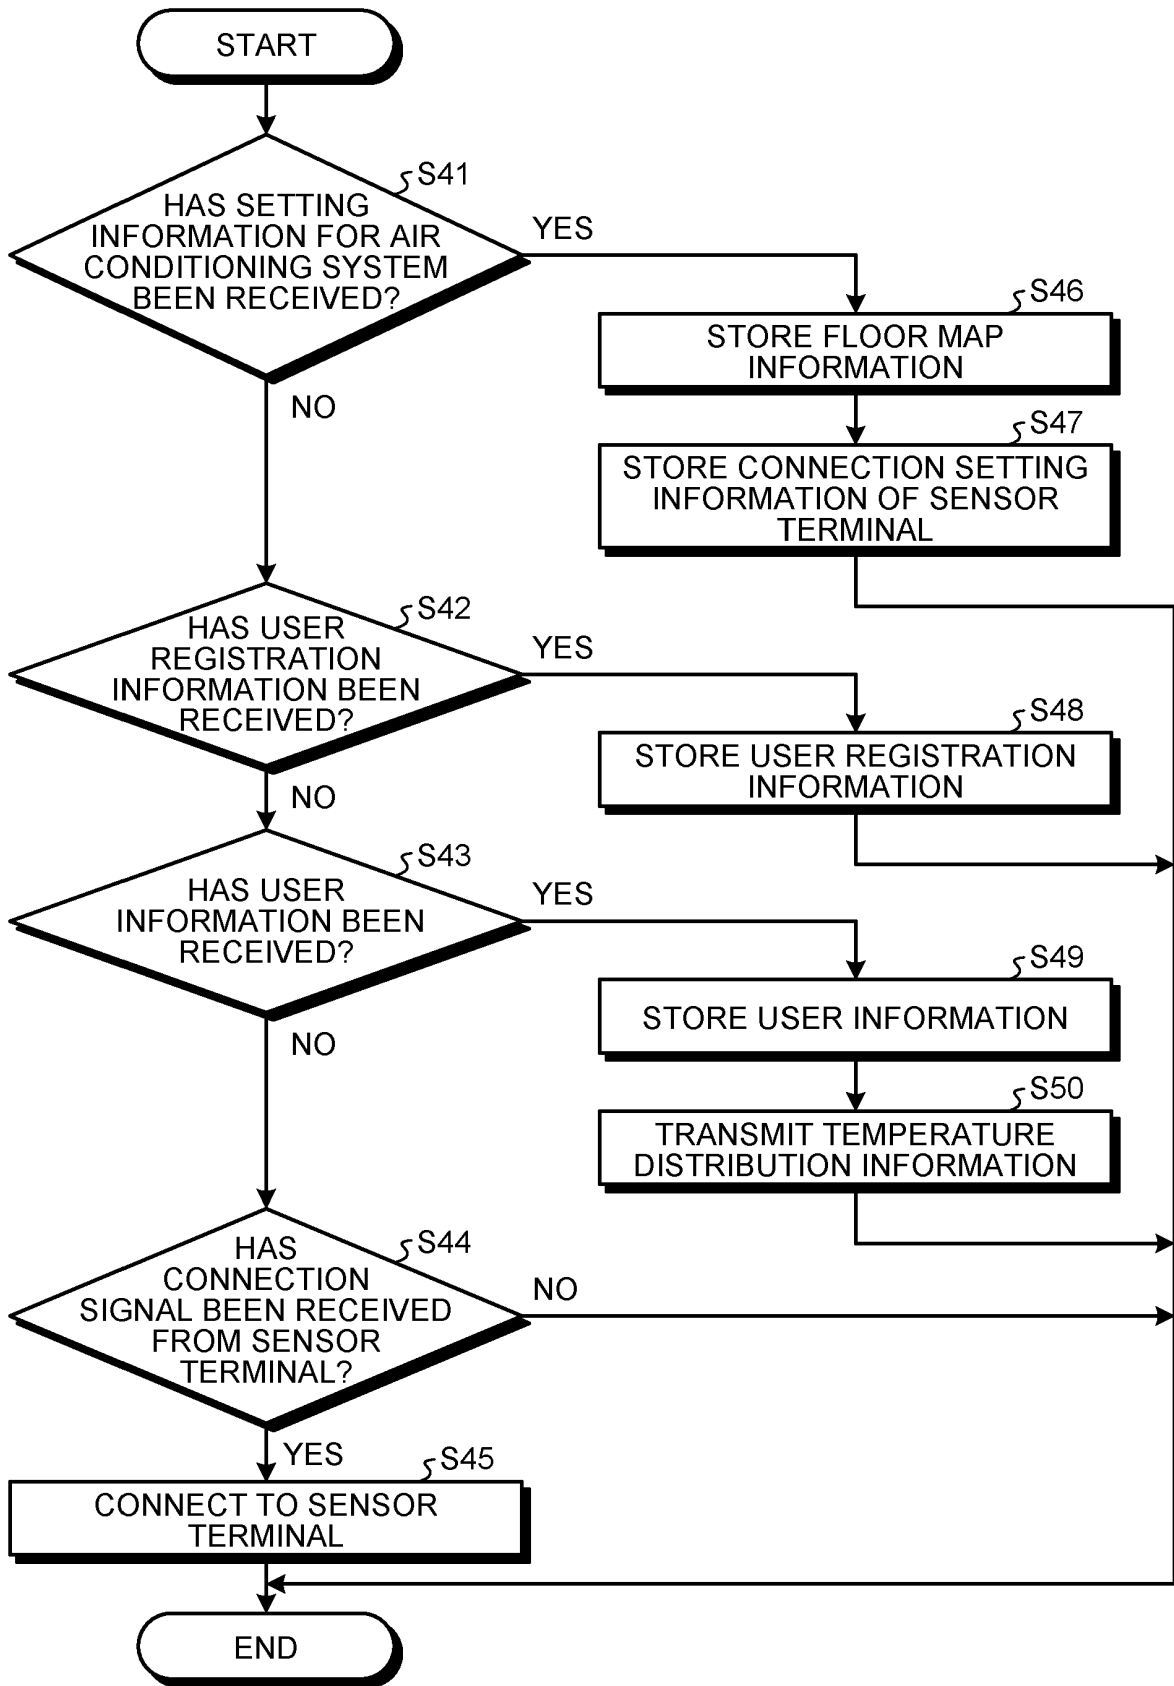 START
S41
HAS SETTING
INFORMATION FOR AIR
CONDITIONING SYSTEM
BEEN RECEIVED?
YES
NO
S46
STORE FLOOR MAP
INFORMATION
S47
STORE CONNECTION SETTING
INFORMATION OF SENSOR
TERMINAL
S42
HAS USER
REGISTRATION
INFORMATION BEEN
RECEIVED?
YES
NO
S48
STORE USER REGISTRATION
INFORMATION
S43
HAS USER
INFORMATION BEEN
RECEIVED?
YES
NO
S49
STORE USER INFORMATION
S50
TRANSMIT TEMPERATURE
DISTRIBUTION INFORMATION
S44
HAS
CONNECTION
SIGNAL BEEN RECEIVED
FROM SENSOR
TERMINAL?
NO
YES
S45
CONNECT TO SENSOR
TERMINAL
END